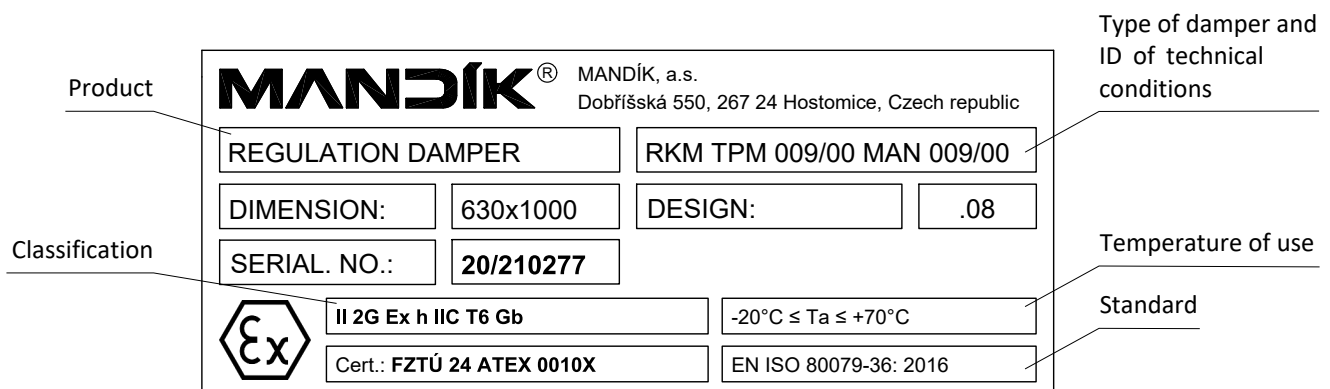 Type of damper and
ID of technical
conditions
Product
MANDÍK®
MANDÍK, a.s.
Dobříšská 550, 267 24 Hostomice, Czech republic
REGULATION DAMPER
RKM TPM 009/00 MAN 009/00
DIMENSION:
630x1000
DESIGN:
.08
Classification
SERIAL. NO.:
20/210277
Temperature of use
Ex
II 2G Ex h IIC T6 Gb
-20°C ≤ Ta ≤ +70°C
Standard
Cert.: FZTÚ 24 ATEX 0010X
EN ISO 80079-36: 2016